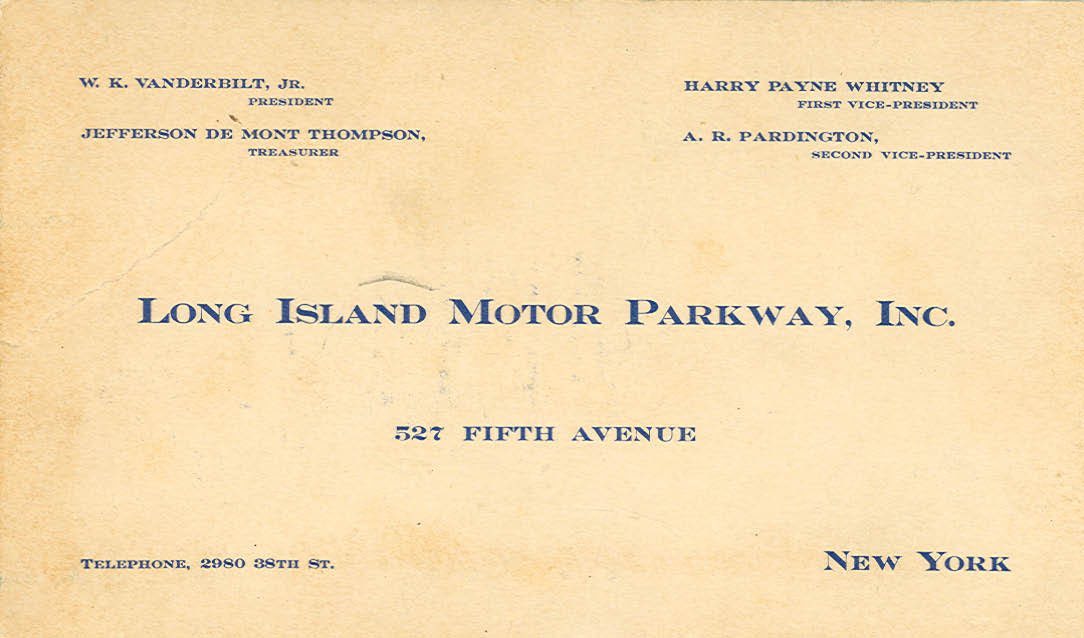 W. K. VANDERBILT, JR.
PRESIDENT
JEFFERSON DE MONT THOMPSON,
TREASURER
HARRY PAYNE WHITNEY
FIRST VICE-PRESIDENT
A. R. PARDINGTON,
SECOND VICE-PRESIDENT
LONG ISLAND MOTOR PARKWAY, INC.
527 FIFTH AVENUE
TELEPHONE, 2980 38TH ST.
NEW YORK